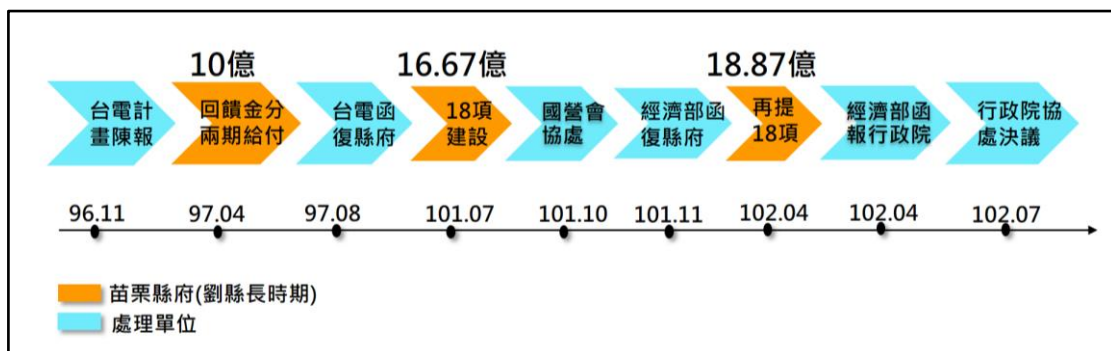 10億
16.67億
18.87億
台電計
畫陳報
回饋金分
兩期給付
台電函
復縣府
18項
建設
國營會
協處
經濟部函
復縣府
再提
18項
經濟部函
報行政院
行政院協
處決議
96.11
97.04
97.08
101.07
101.10
101.11
102.04
102.04
102.07
苗栗縣府(劉縣長時期)
處理單位